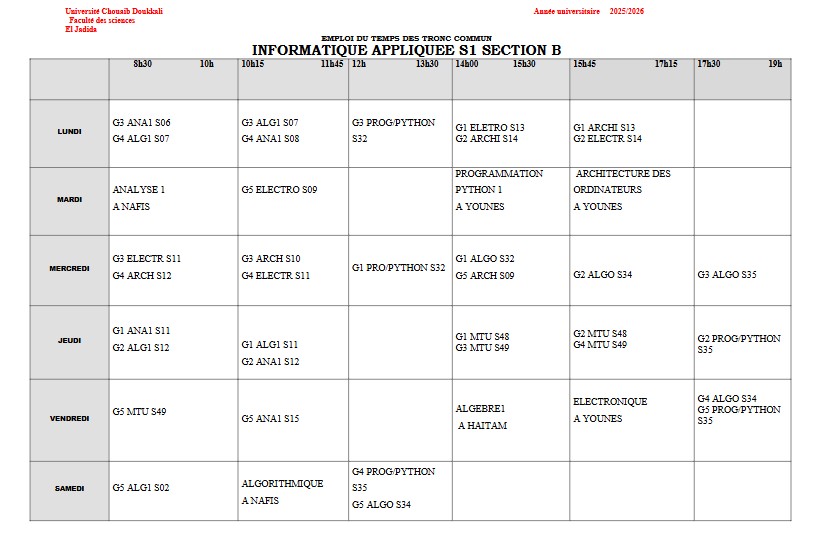 Université Chouaib Doukkali
Faculté des sciences
El Jadida
Année universitaire 2025/2026
EMPLOI DU TEMPS DES TRONC COMMUN
INFORMATIQUE APPLIQUEE S1 SECTION B
8h30 10h 10h15 11h45 12h 13h30 14h00 15h30 15h45 17h15 17h30 19h
LUNDI
G3 ANA1 S06
G4 ALG1 S07
G3 ALG1 S07
G4 ANA1 S08
G3 PROG/PYTHON
S32
G1 ELETRO S13
G2 ARCHI S14
G1 ARCHI S13
G2 ELECTR S14
MARDI
ANALYSE 1
A NAFIS
G5 ELECTRO S09
PROGRAMMATION
PYTHON 1
A YOUNES
ARCHITECTURE DES
ORDINATEURS
A YOUNES
MERCREDI
G3 ELECTR S11
G4 ARCH S12
G3 ARCH S10
G4 ELECTR S11
G1 PRO/PYTHON S32
G1 ALGO S32
G5 ARCH S09
G2 ALGO S34
G3 ALGO S35
JEUDI
G1 ANA1 S11
G2 ALG1 S12
G1 ALG1 S11
G2 ANA1 S12
G1 MTU S48
G3 MTU S49
G2 MTU S48
G4 MTU S49
G2 PROG/PYTHON
S35
VENDREDI
G5 MTU S49
G5 ANA1 S15
ALGEBRE1
A HAITAM
ELECTRONIQUE
A YOUNES
G4 ALGO S34
G5 PROG/PYTHON
S35
SAMEDI
G5 ALG1 S02
ALGORITHMIQUE
A NAFIS
G4 PROG/PYTHON
S35
G5 ALGO S34